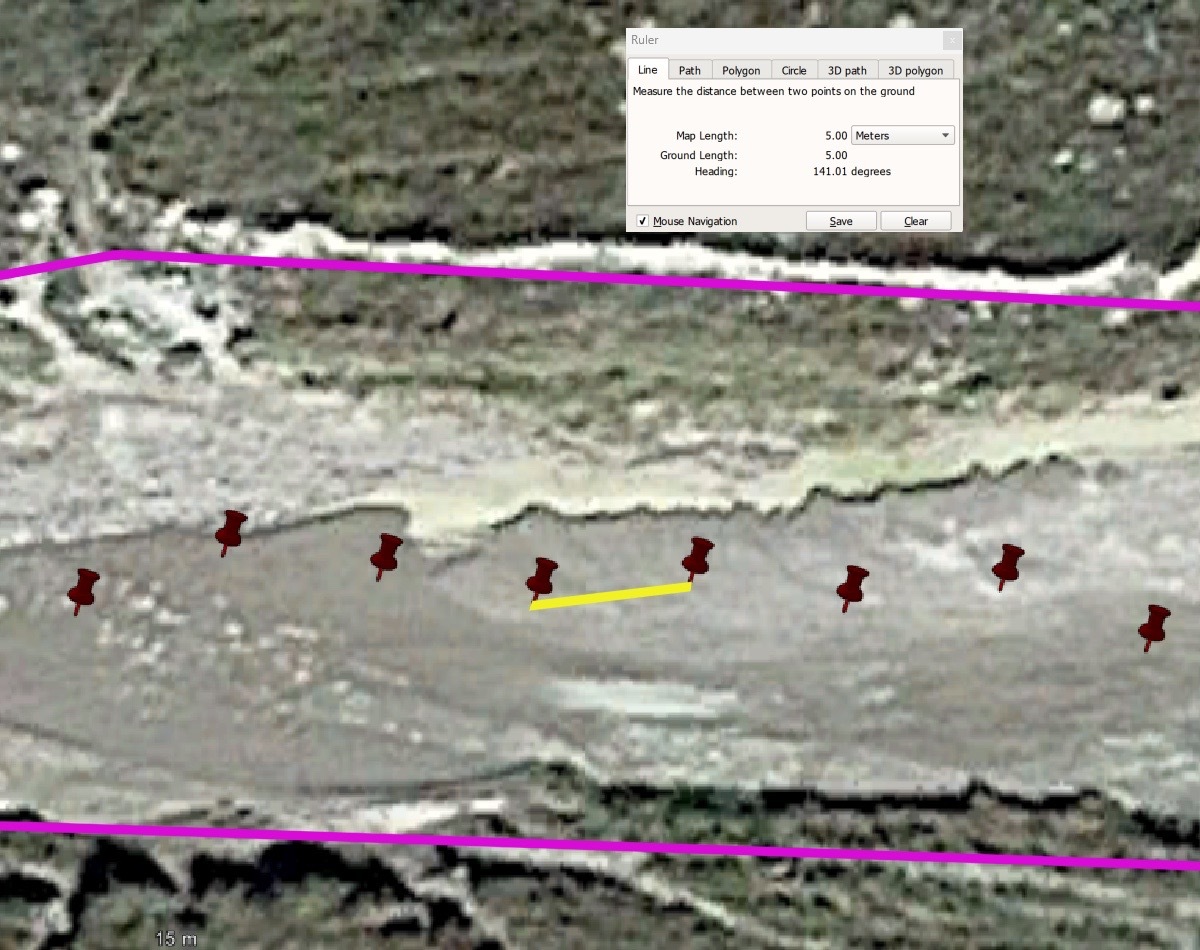 Ruler
Line Path Polygon Circle 3D path 3D polygon
Measure the distance between two points on the ground
Map Length: 5.00 Meters
Ground Length: 5.00
Heading: 141.01 degrees
Mouse Navigation Save Clear
15 m